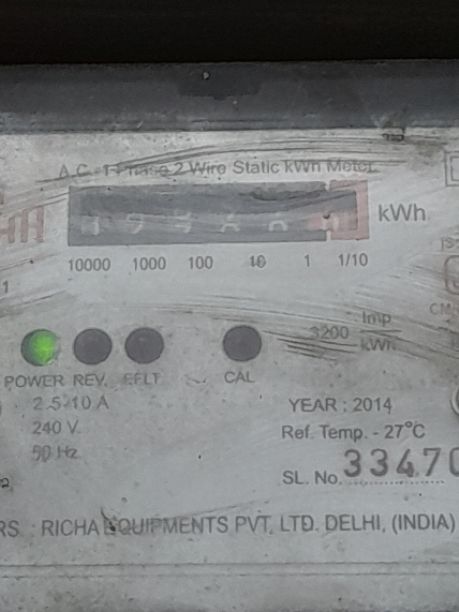 A.C. 1 Phase 2 Wire Static kWh Meter
kWh
10000 1000 100 10 1 1/10
3200 Imp/kWh
POWER REV. E.F.L.T CAL
2.5-10 A
240 V.
50 Hz
YEAR : 2014
Ref. Temp. - 27°C
SL. No. 33470
RS : RICHA EQUIPMENTS PVT. LTD. DELHI, (INDIA)